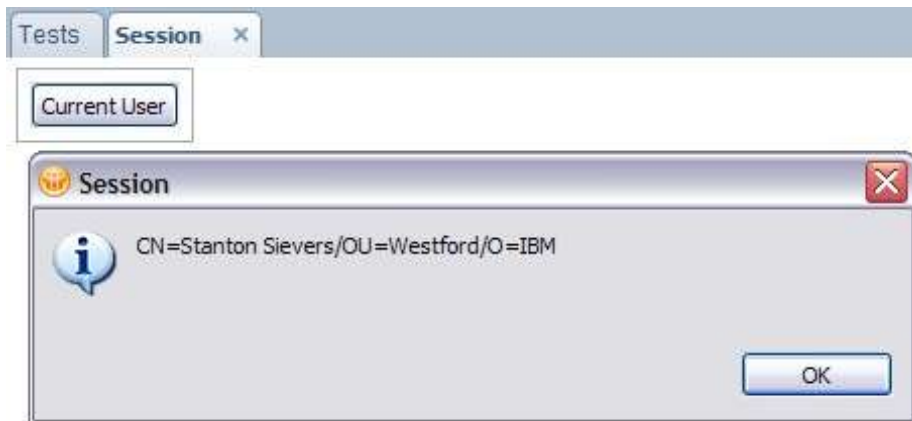 Tests Session
Current User
Session
CN=Stanton Sievers/OU=Westford/O=IBM
OK